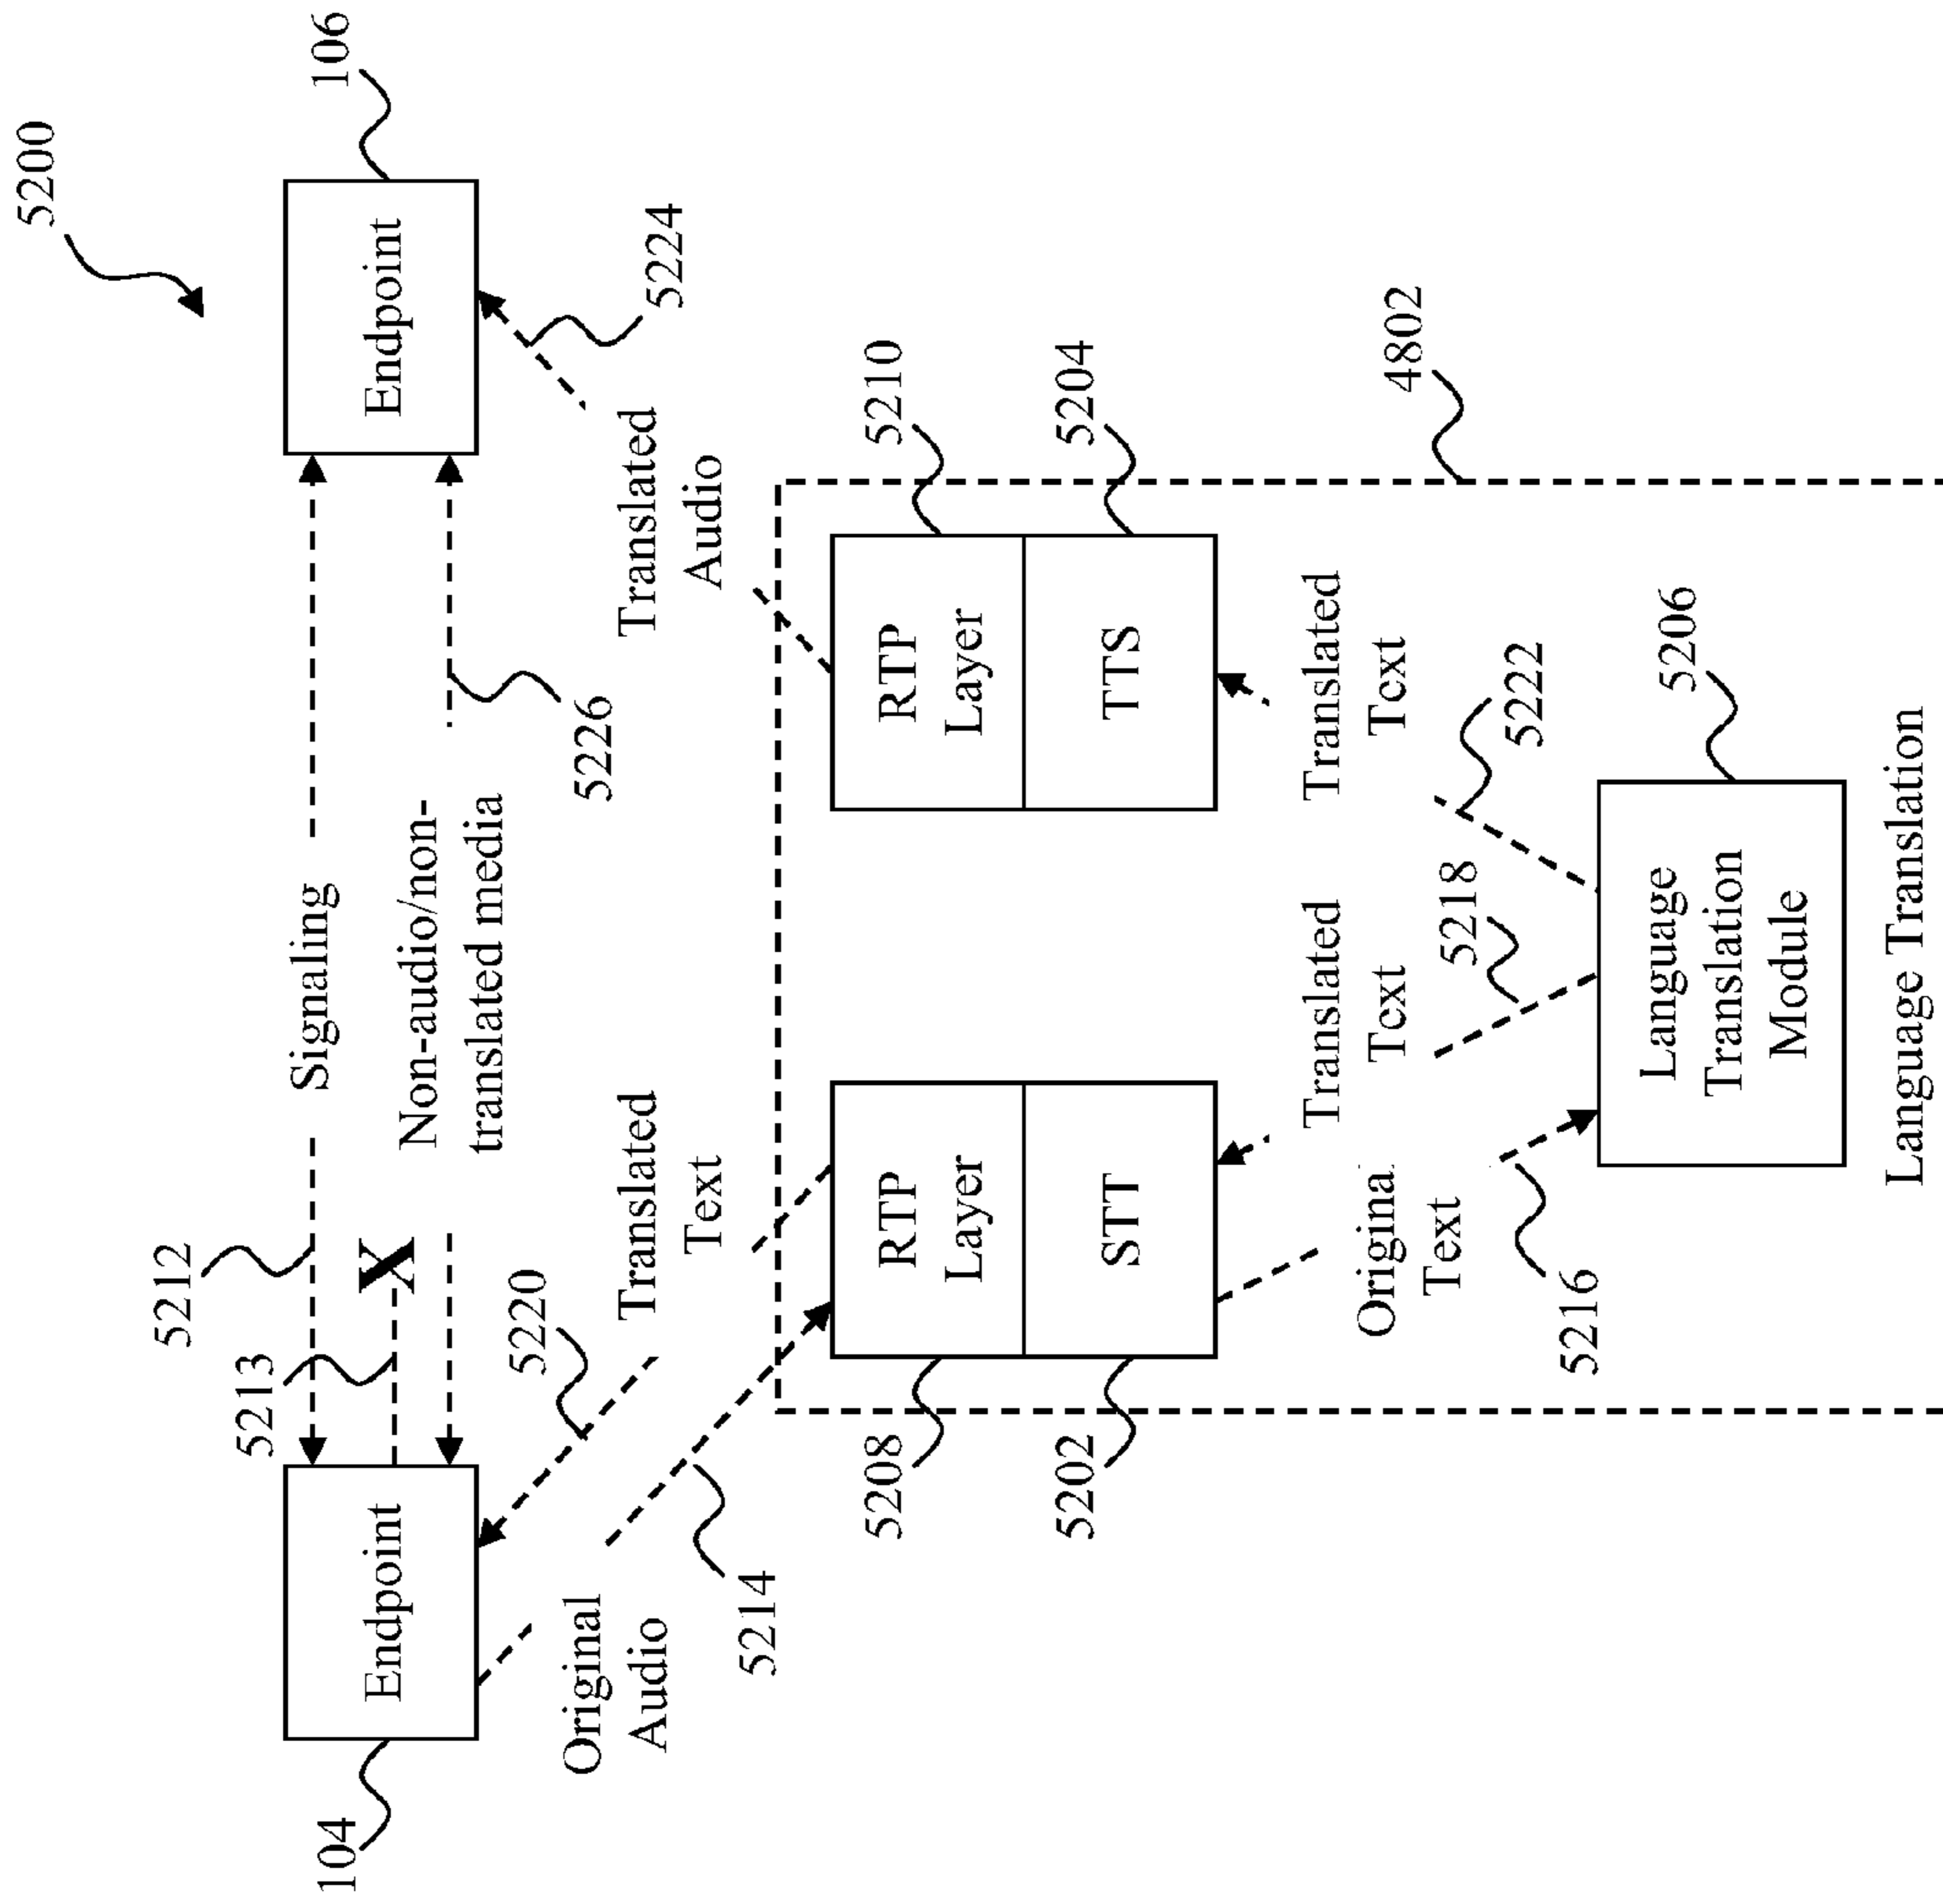 5200
106
Endpoint
5224
Signaling
Non-audio/non-
translated media
5226
5212
5213
104
Endpoint
Original
Audio
5214
5220
Translated
Text
Translated
Audio
5210
5204
4802
RTP
Layer
TTS
RTP
Layer
STT
5208
5202
Original
Text
5216
Translated
Text
5218
Translated
Text
5222
5206
Language
Translation
Module
Language Translation